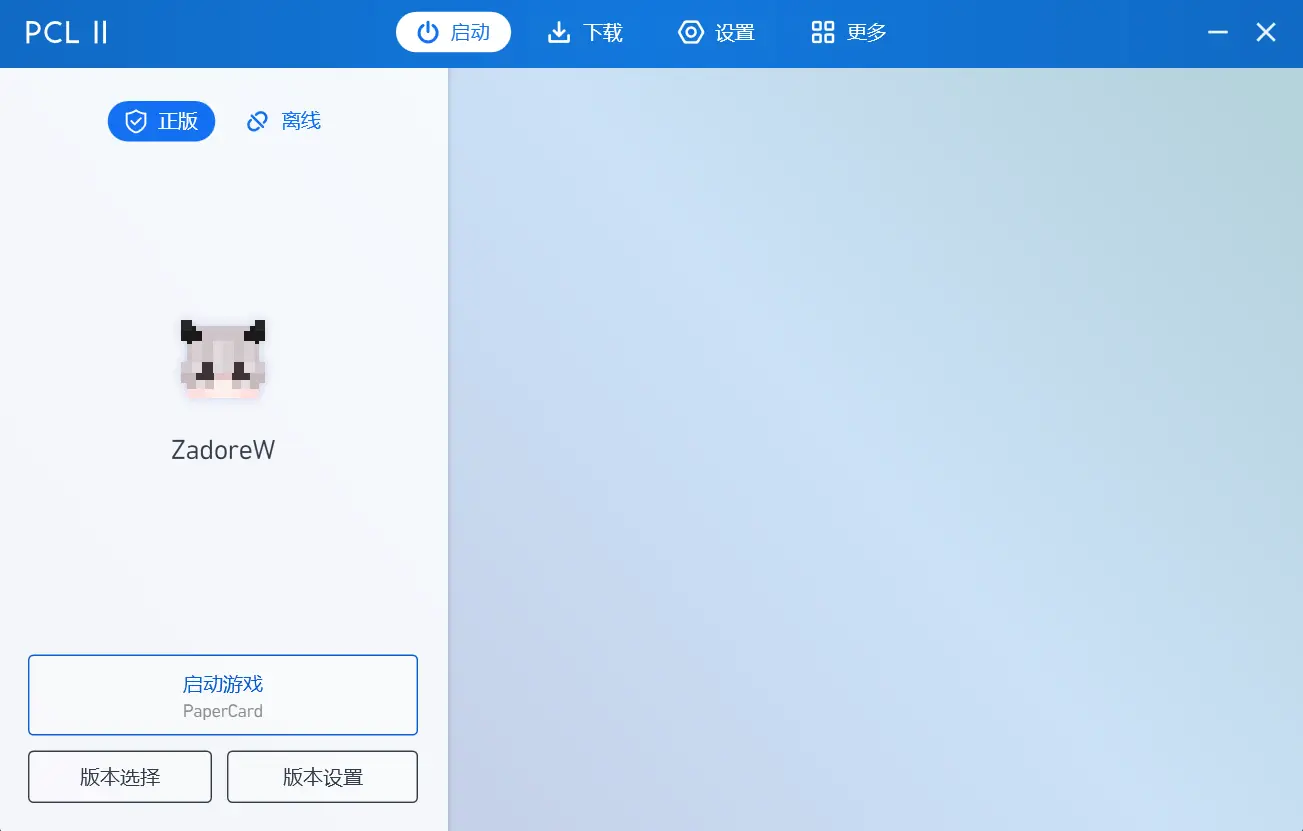 PCL II
启动
下载
设置
更多
正版
离线
ZadoreW
启动游戏
PaperCard
版本选择
版本设置